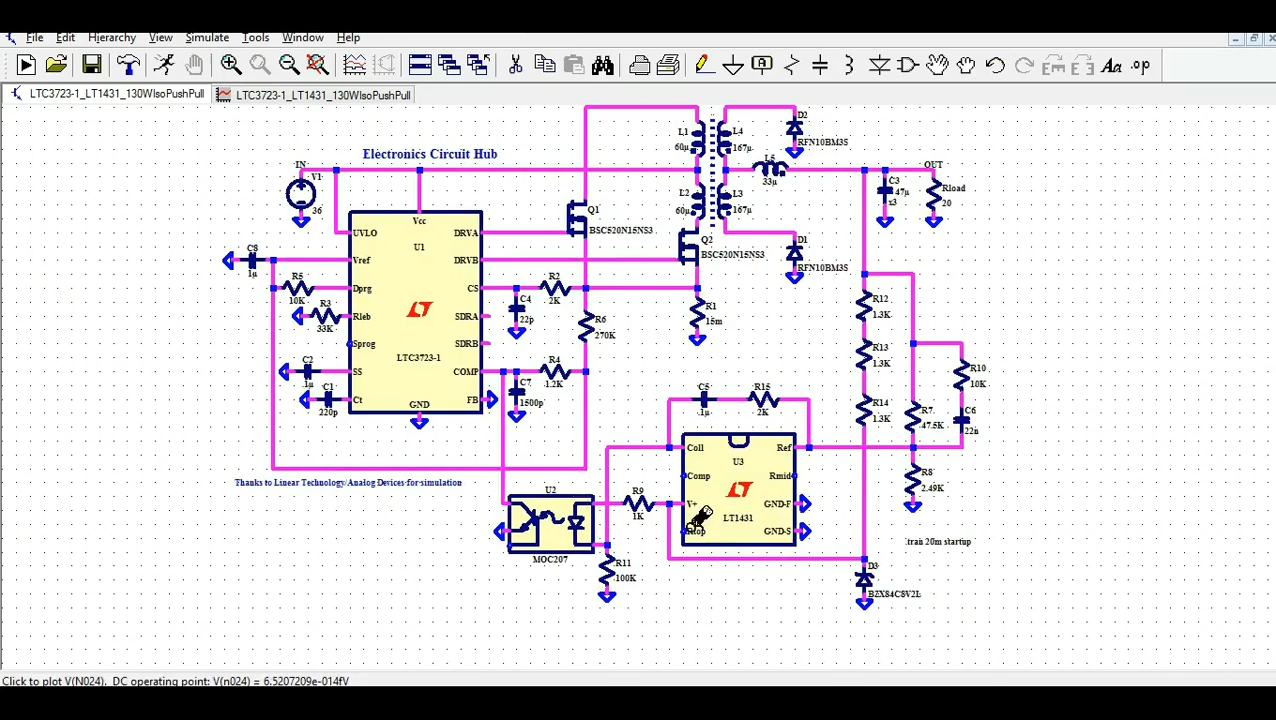 File Edit Hierarchy View Simulate Tools Window Help
LTC3723-1_LT1431_130WIsoPushPull
LTC3723-1_LT1431_130WIsoPushPull
Electronics Circuit Hub
IN
V1
36
Vcc
U1
UVLO
Vref
Dprg
Rleb
Sprog
SS
Ct
DRVA
DRVB
CS
SDRA
SDRB
COMP
FB
LTC3723-1
GND
C8
1µ
R5
10K
R3
33K
C2
.1µ
C1
220p
Q1
BSC520N15NS3
Q2
BSC520N15NS3
R2
2K
C4
22p
R6
270K
R4
1.2K
C7
1500p
R1
15m
L1
60µ
L4
167µ
L2
60µ
L3
167µ
D2
RFN10BM3S
D1
RFN10BM3S
L5
33µ
OUT
C3
47µ
x3
Rload
20
R12
1.3K
R13
1.3K
R14
1.3K
R10
10K
R7
47.5K
C6
22n
R8
2.49K
C5
.1µ
R15
2K
Coll
Ref
U3
Comp
Rmid
V+
GND-F
LT1431
GND-S
R9
1K
U2
MOC207
R11
100K
D3
BZX84C8V2L
.tran 20m startup
Thanks to Linear Technology/Analog Devices for simulation
Click to plot V(N024). DC operating point: V(n024) = 6.5207209e-014fV